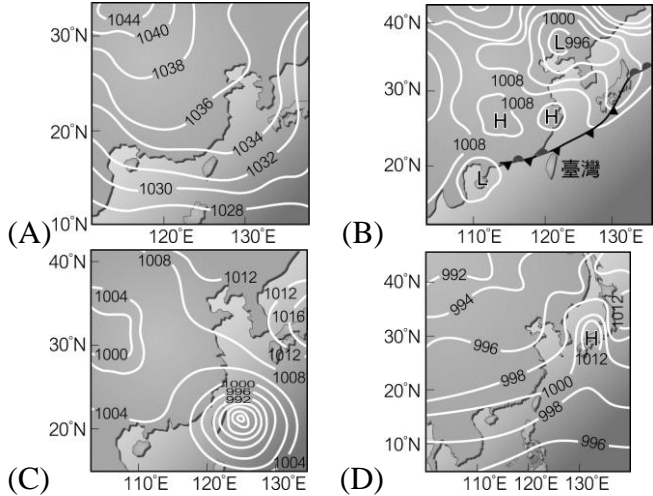 1044
1040
1038
1036
1034
1032
1030
1028
30°N
20°N
10°N
120°E
130°E
(A)
1000
L
996
1008
1008
H
H
1008
L
臺灣
40°N
30°N
20°N
110°E
120°E
130°E
(B)
1008
1012
1004
1012
1016
1000
1012
1008
1000
996
992
1004
1004
40°N
30°N
20°N
110°E
120°E
130°E
(C)
992
994
1012
996
H
1012
998
1000
998
996
40°N
30°N
20°N
10°N
110°E
120°E
130°E
(D)